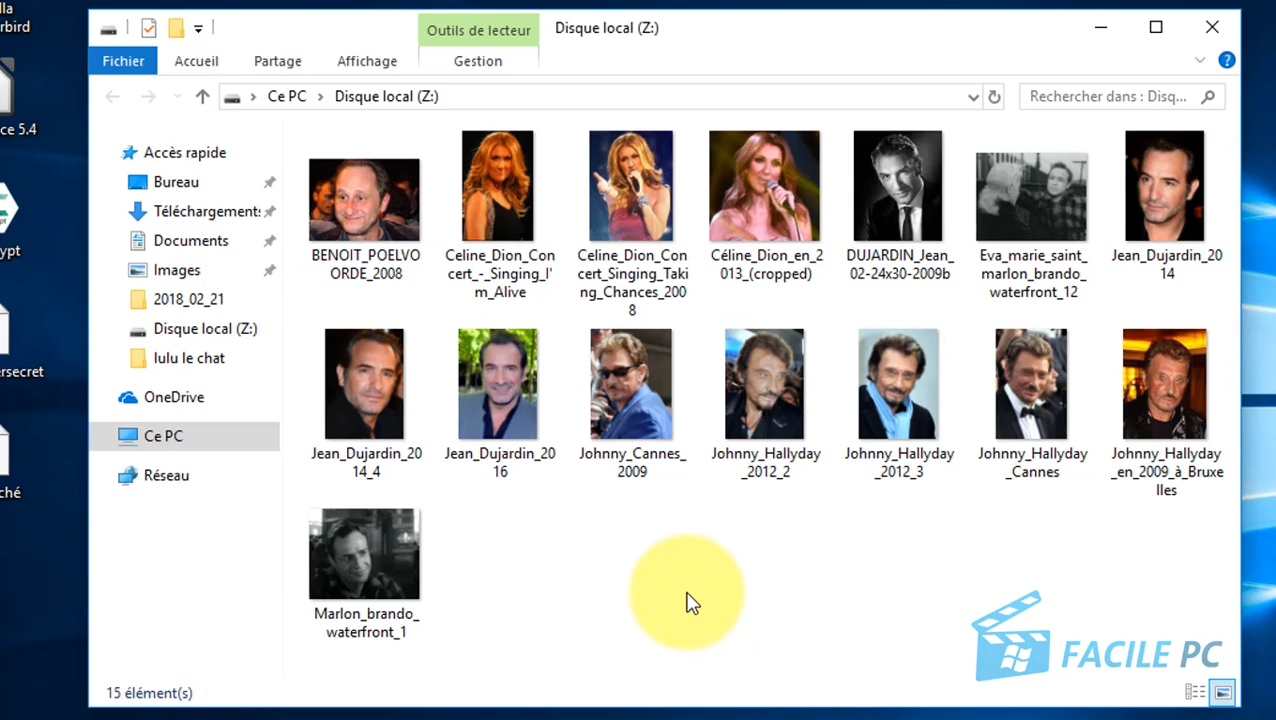 lla
rbird
ce 5.4
ypt
ersecret
ché
Outils de lecteur
Disque local (Z:)
Fichier
Accueil
Partage
Affichage
Gestion
?
Ce PC > Disque local (Z:)
Rechercher dans : Disq...
Accès rapide
Bureau
Téléchargement:
Documents
Images
2018_02_21
Disque local (Z:)
lulu le chat
OneDrive
Ce PC
Réseau
BENOIT_POELVO
ORDE_2008
Celine_Dion_Con
cert_-_Singing_I'
m_Alive
Celine_Dion_Con
cert_Singing_Taki
ng_Chances_200
8
Céline_Dion_en_2
013_(cropped)
DUJARDIN_Jean_
02-24x30-2009b
Eva_marie_saint_
marlon_brando_
waterfront_12
Jean_Dujardin_20
14
Jean_Dujardin_20
14_4
Jean_Dujardin_20
16
Johnny_Cannes_
2009
Johnny_Hallyday
_2012_2
Johnny_Hallyday
_2012_3
Johnny_Hallyday
_Cannes
Johnny_Hallyday
_en_2009_à_Bruxe
lles
Marlon_brando_
waterfront_1
FACILE PC
15 élément(s)